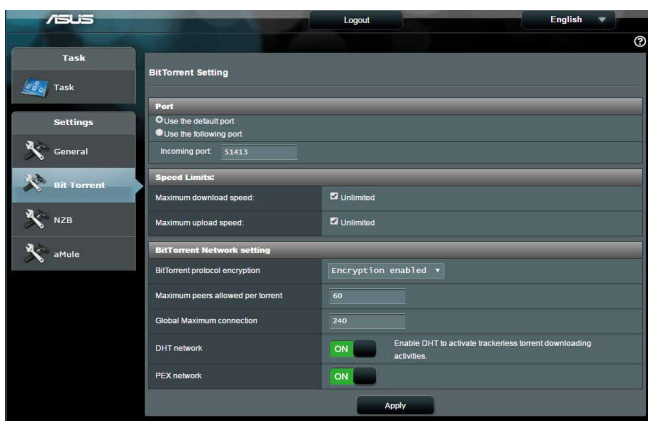 ASUS
Logout
English
Task
Task
Settings
General
Bit Torrent
NZB
aMule
BitTorrent Setting
Port
Use the default port
Use the following port
Incoming port: 51413
Speed Limits:
Maximum download speed: Unlimited
Maximum upload speed: Unlimited
BitTorrent Network setting
BitTorrent protocol encryption Encryption enabled
Maximum peers allowed per torrent 60
Global Maximum connection 240
DHT network ON Enable DHT to activate trackerless torrent downloading
activities.
PEX network ON
Apply